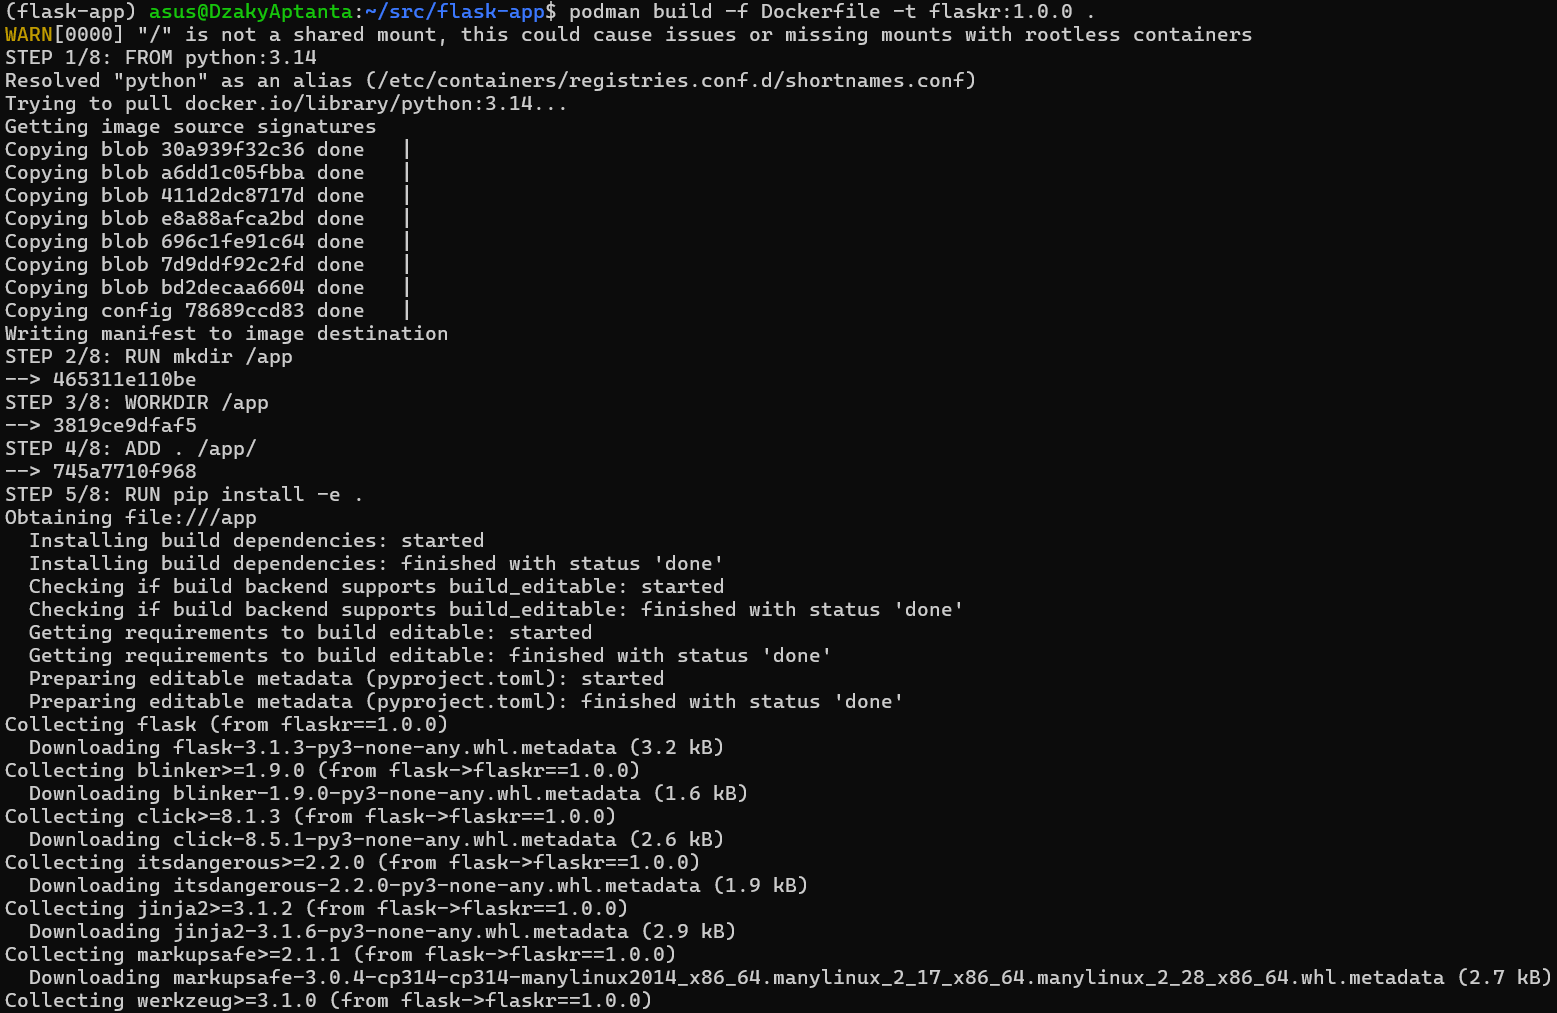 (flask-app) asus@DzakyAptanta:~/src/flask-app$ podman build -f Dockerfile -t flaskr:1.0.0 .
WARN[0000] "/" is not a shared mount, this could cause issues or missing mounts with rootless containers
STEP 1/8: FROM python:3.14
Resolved "python" as an alias (/etc/containers/registries.conf.d/shortnames.conf)
Trying to pull docker.io/library/python:3.14...
Getting image source signatures
Copying blob 30a939f32c36 done   |
Copying blob a6dd1c05fbba done   |
Copying blob 411d2dc8717d done   |
Copying blob e8a88afca2bd done   |
Copying blob 696c1fe91c64 done   |
Copying blob 7d9ddf92c2fd done   |
Copying blob bd2decaa6604 done   |
Copying config 78689ccd83 done   |
Writing manifest to image destination
STEP 2/8: RUN mkdir /app
--> 465311e110be
STEP 3/8: WORKDIR /app
--> 3819ce9dfaf5
STEP 4/8: ADD . /app/
--> 745a7710f968
STEP 5/8: RUN pip install -e .
Obtaining file:///app
  Installing build dependencies: started
  Installing build dependencies: finished with status 'done'
  Checking if build backend supports build_editable: started
  Checking if build backend supports build_editable: finished with status 'done'
  Getting requirements to build editable: started
  Getting requirements to build editable: finished with status 'done'
  Preparing editable metadata (pyproject.toml): started
  Preparing editable metadata (pyproject.toml): finished with status 'done'
Collecting flask (from flaskr==1.0.0)
  Downloading flask-3.1.3-py3-none-any.whl.metadata (3.2 kB)
Collecting blinker>=1.9.0 (from flask->flaskr==1.0.0)
  Downloading blinker-1.9.0-py3-none-any.whl.metadata (1.6 kB)
Collecting click>=8.1.3 (from flask->flaskr==1.0.0)
  Downloading click-8.5.1-py3-none-any.whl.metadata (2.6 kB)
Collecting itsdangerous>=2.2.0 (from flask->flaskr==1.0.0)
  Downloading itsdangerous-2.2.0-py3-none-any.whl.metadata (1.9 kB)
Collecting jinja2>=3.1.2 (from flask->flaskr==1.0.0)
  Downloading jinja2-3.1.6-py3-none-any.whl.metadata (2.9 kB)
Collecting markupsafe>=2.1.1 (from flask->flaskr==1.0.0)
  Downloading markupsafe-3.0.4-cp314-cp314-manylinux2014_x86_64.manylinux_2_17_x86_64.manylinux_2_28_x86_64.whl.metadata (2.7 kB)
Collecting werkzeug>=3.1.0 (from flask->flaskr==1.0.0)